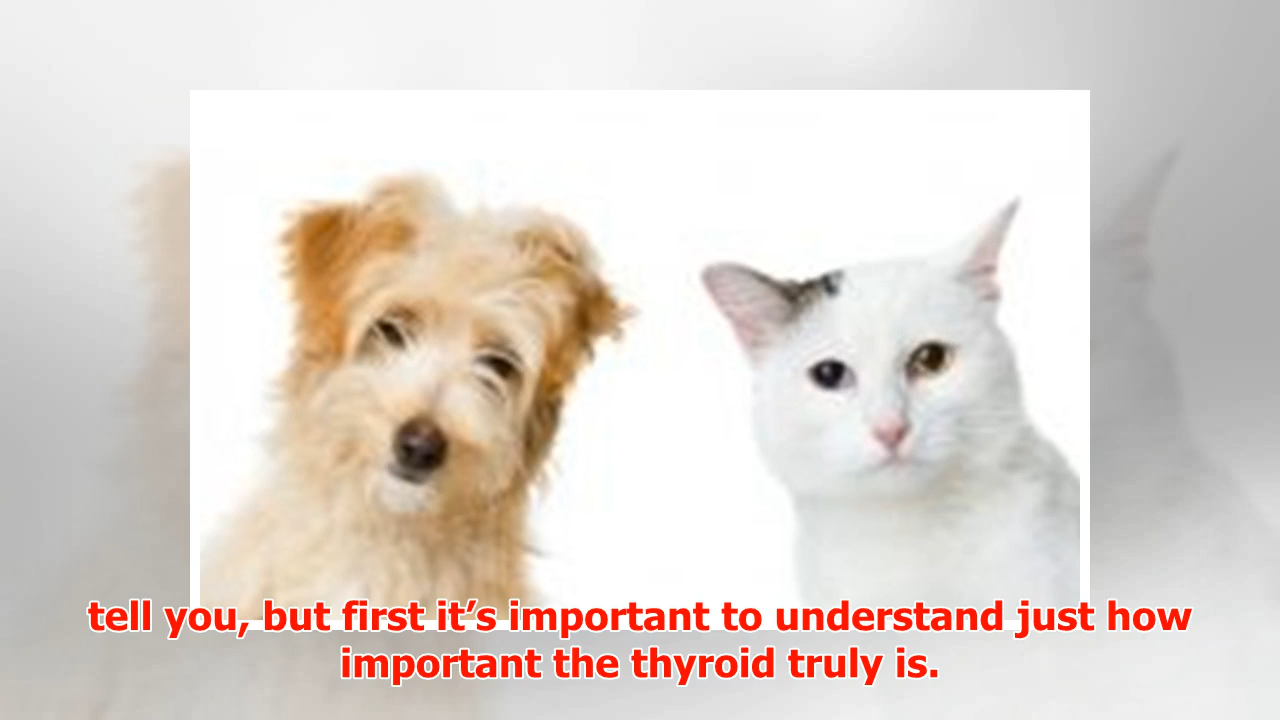 tell you, but first it’s important to understand just how
important the thyroid truly is.